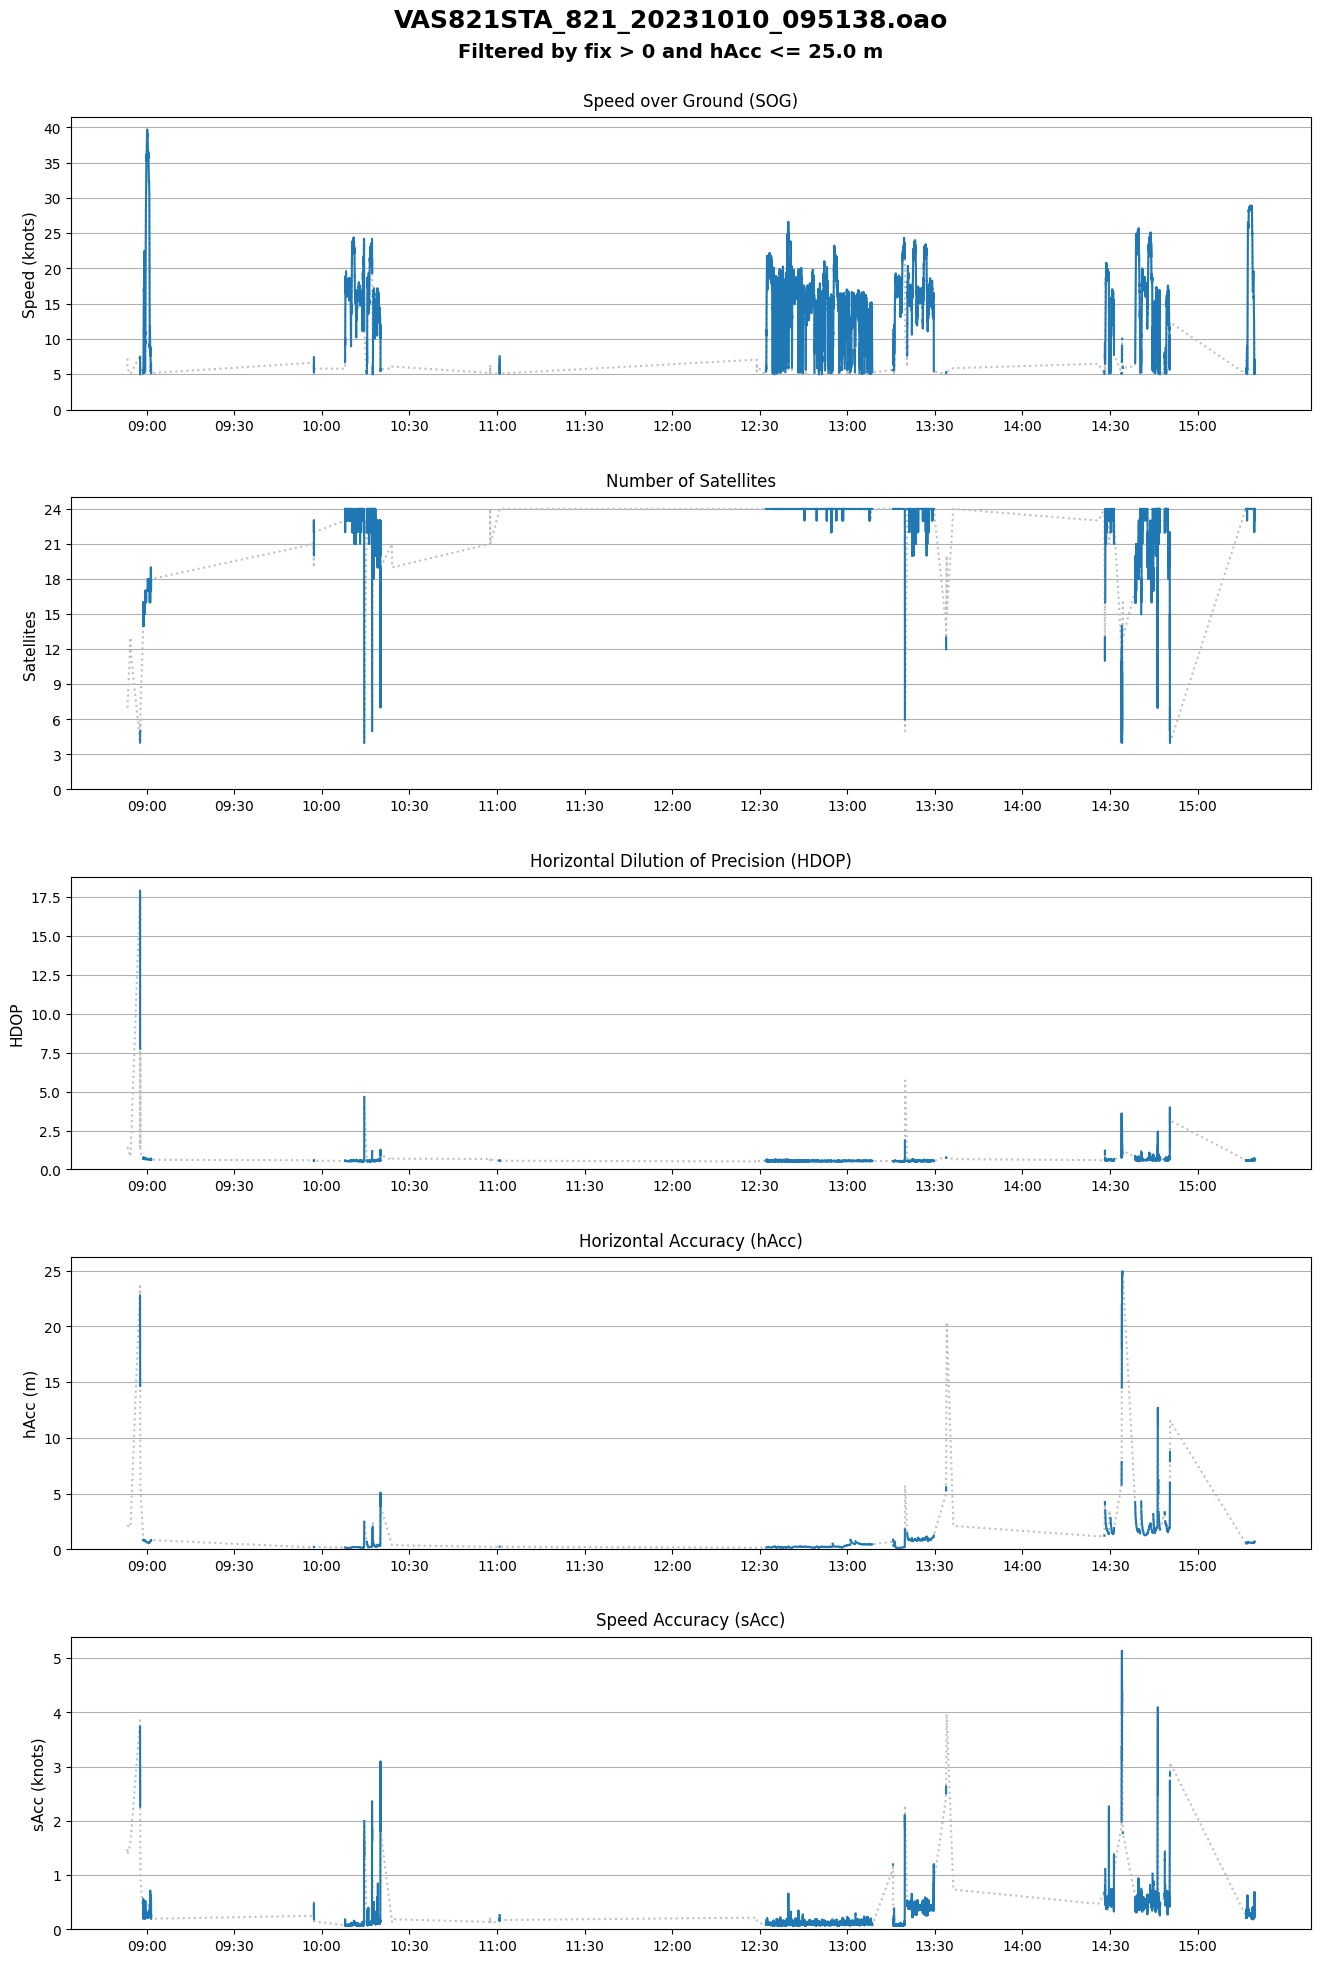 VAS821STA_821_20231010_095138.oao
Filtered by fix > 0 and hAcc <= 25.0 m
Speed over Ground (SOG)
Speed (knots)
40
35
30
25
20
15
10
5
0
09:00 09:30 10:00 10:30 11:00 11:30 12:00 12:30 13:00 13:30 14:00 14:30 15:00
Number of Satellites
Satellites
24
21
18
15
12
9
6
3
0
09:00 09:30 10:00 10:30 11:00 11:30 12:00 12:30 13:00 13:30 14:00 14:30 15:00
Horizontal Dilution of Precision (HDOP)
HDOP
17.5
15.0
12.5
10.0
7.5
5.0
2.5
0.0
09:00 09:30 10:00 10:30 11:00 11:30 12:00 12:30 13:00 13:30 14:00 14:30 15:00
Horizontal Accuracy (hAcc)
hAcc (m)
25
20
15
10
5
0
09:00 09:30 10:00 10:30 11:00 11:30 12:00 12:30 13:00 13:30 14:00 14:30 15:00
Speed Accuracy (sAcc)
sAcc (knots)
5
4
3
2
1
0
09:00 09:30 10:00 10:30 11:00 11:30 12:00 12:30 13:00 13:30 14:00 14:30 15:00